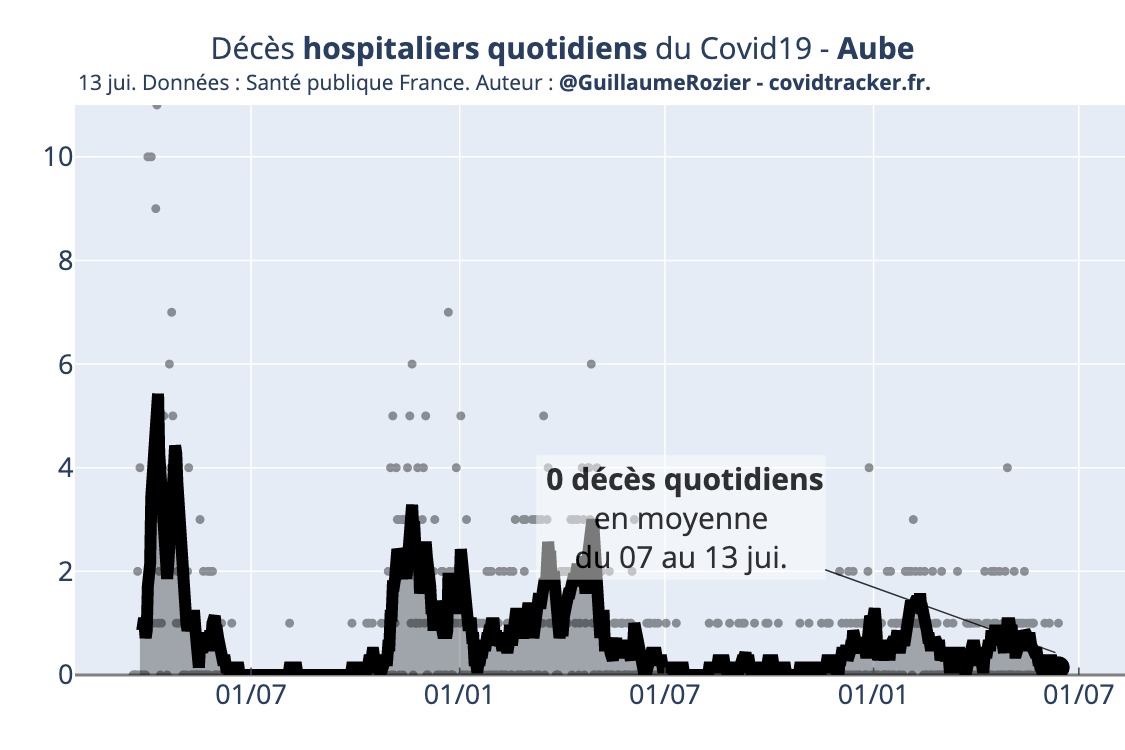 Décès hospitaliers quotidiens du Covid19 - Aube
13 jui. Données : Santé publique France. Auteur : @GuillaumeRozier - covidtracker.fr.
10
8
6
4
2
0
0 décès quotidiens
en moyenne
du 07 au 13 jui.
01/07
01/01
01/07
01/01
01/07